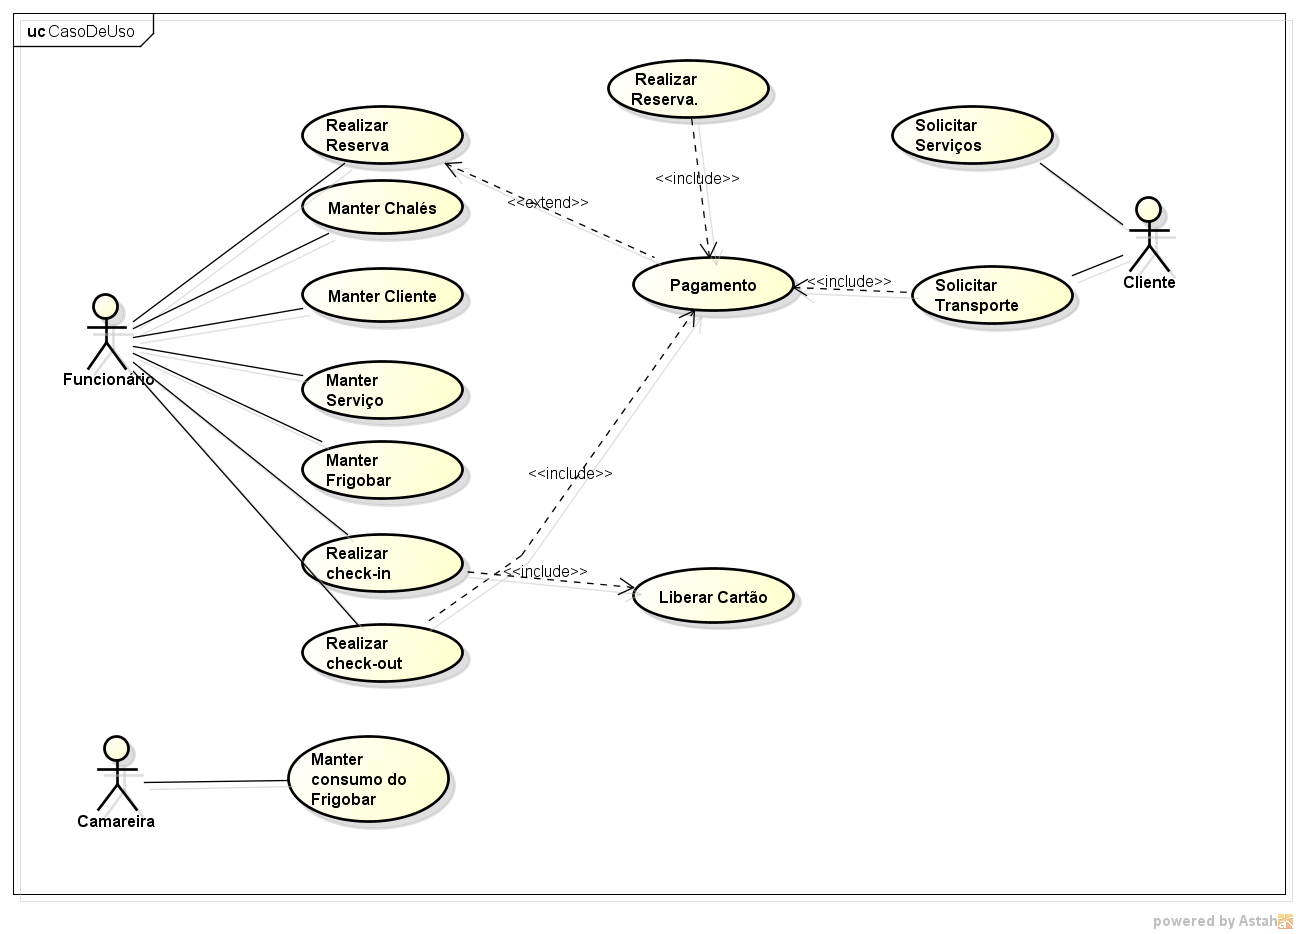 uc CasoDeUso
Realizar
Reserva.
Realizar
Reserva
Solicitar
Serviços
<<include>>
Manter Chalés
<<extend>>
Cliente
<<include>>
Pagamento
Solicitar
Transporte
Manter Cliente
Funcionário
Manter
Serviço
Manter
Frigobar
<<include>>
Realizar
check-in
<<include>>
Liberar Cartão
Realizar
check-out
Manter
consumo do
Frigobar
Camareira
powered by Astah